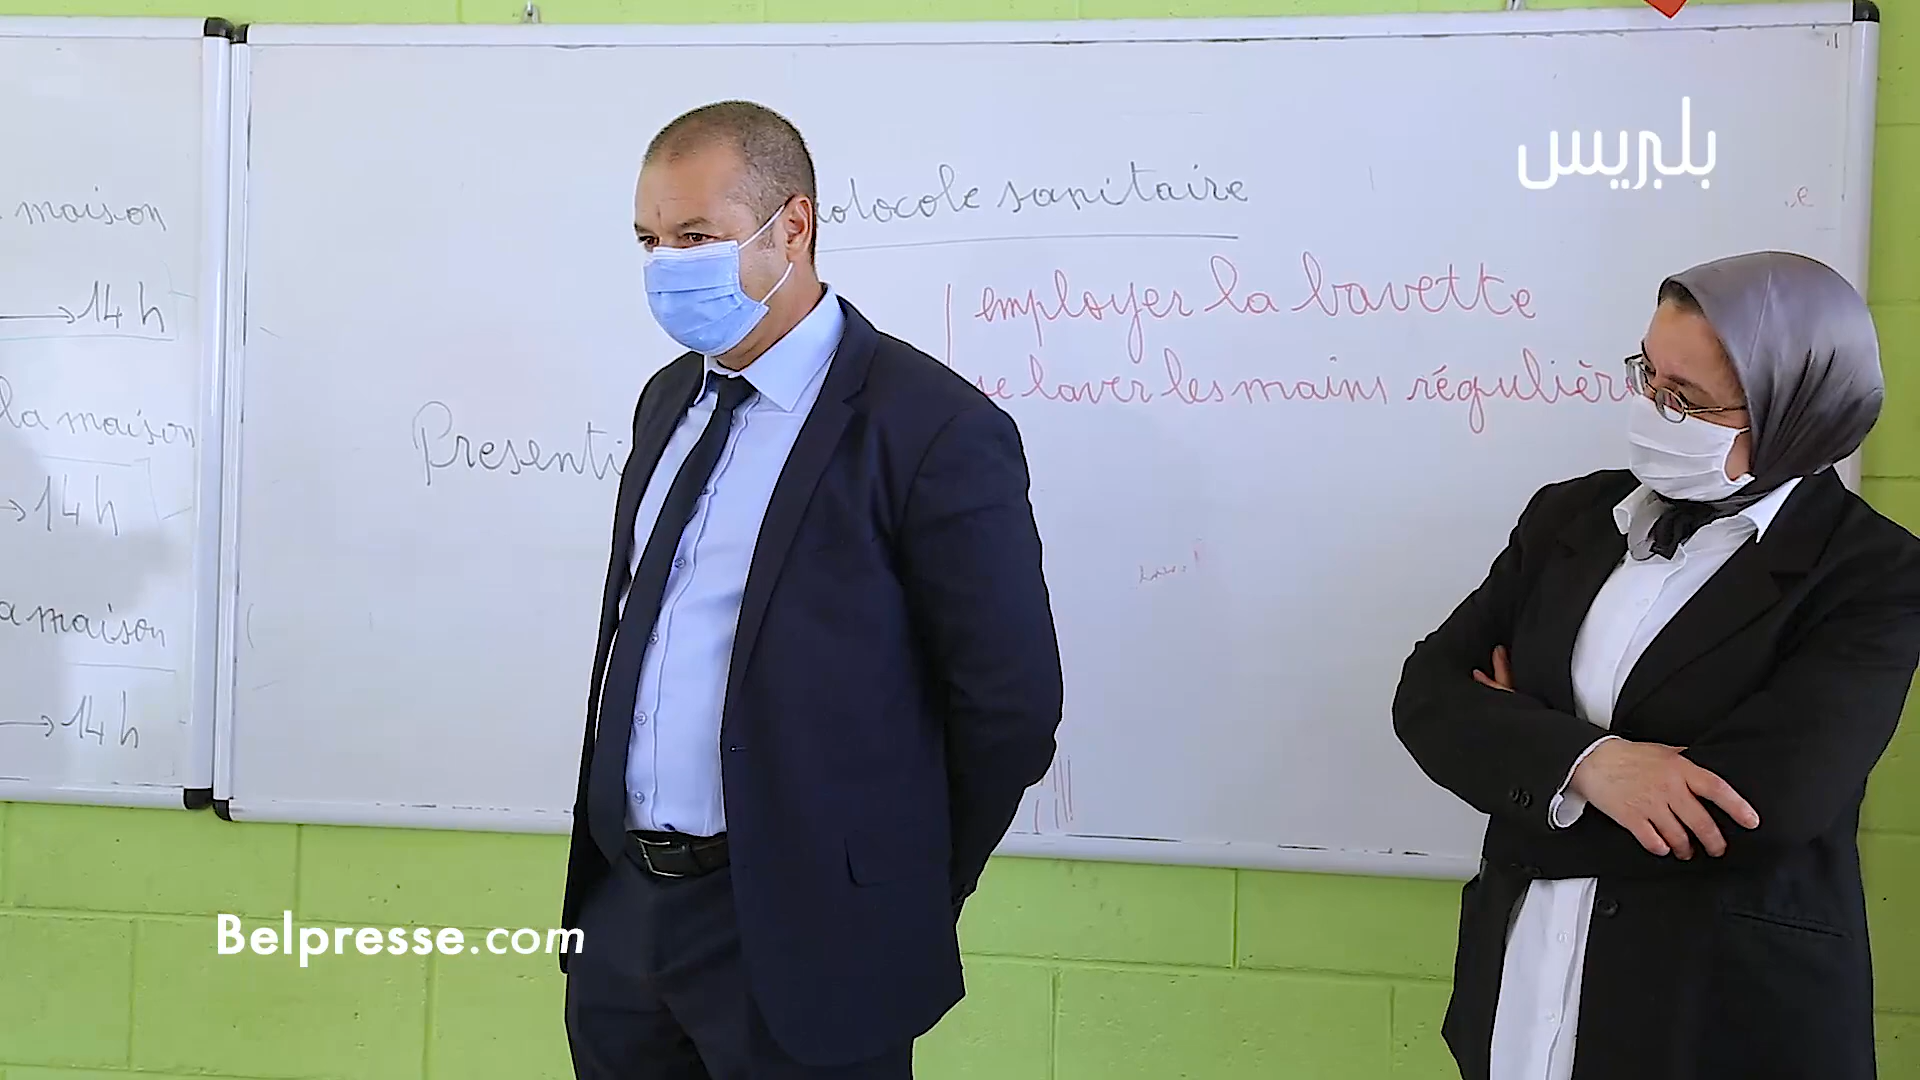 maison
14 h
la maison
14 h
a maison
14 h
otocole sanitaire
employer la bavette
se laver les mains régulièr
Presenti
بلبريس
Belpresse.com